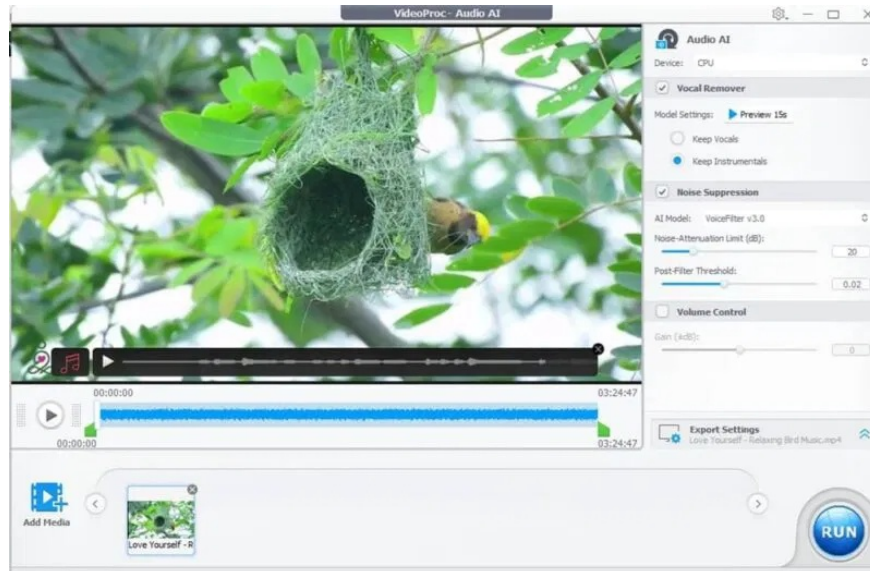 VideoProc - Audio AI
Audio AI
Device: CPU
Vocal Remover
Model Settings: Preview 15s
Keep Vocals
Keep Instrumentals
Noise Suppression
AI Model: VoiceFilter v3.0
Noise-Attenuation Limit (dB):
20
Post-Filter Threshold:
0.02
Volume Control
Gain (±dB):
0
00:00:00 03:24:47
00:00:00 03:24:47
Export Settings
Love Yourself - Relaxing Bird Music.mp4
Add Media
Love Yourself - R
RUN